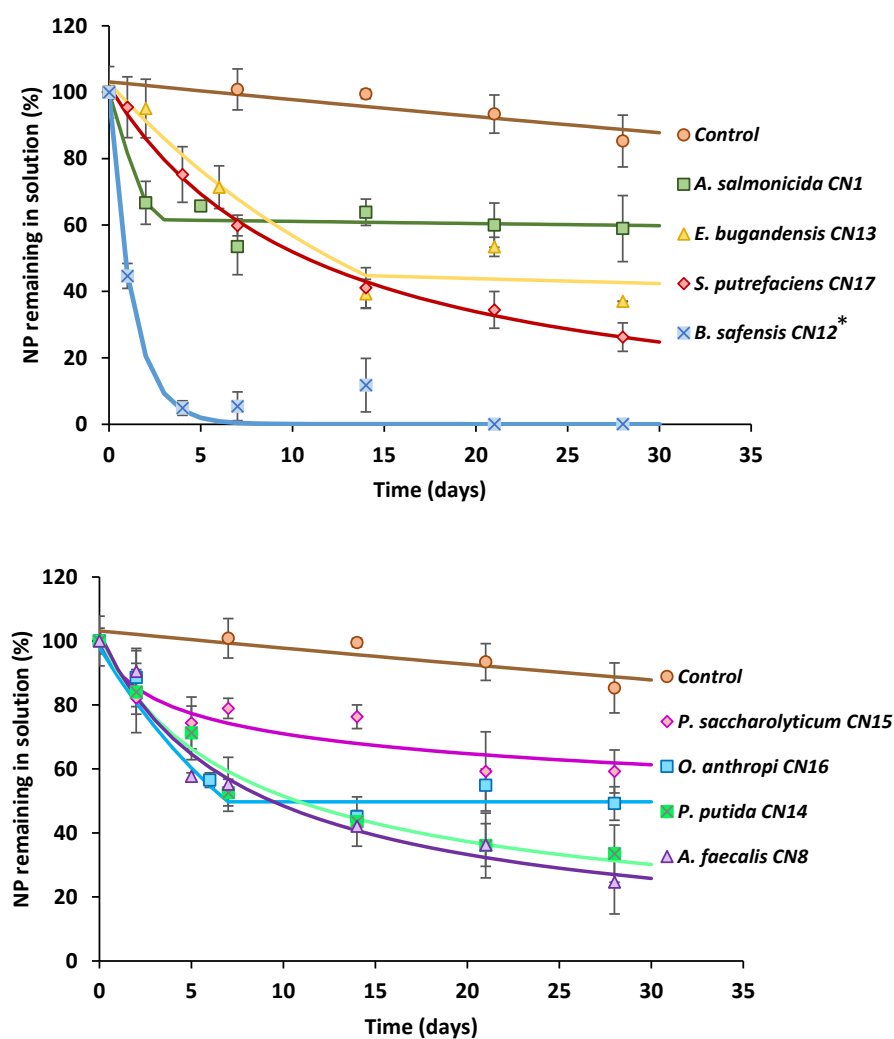 120
100
80
60
40
20
0
NP remaining in solution (%)
0 5 10 15 20 25 30 35
Time (days)
Control
A. salmonicida CN1
E. bugandensis CN13
S. putrefaciens CN17
B. safensis CN12*
120
100
80
60
40
20
0
NP remaining in solution (%)
0 5 10 15 20 25 30 35
Time (days)
Control
P. saccharolyticum CN15
O. anthropi CN16
P. putida CN14
A. faecalis CN8